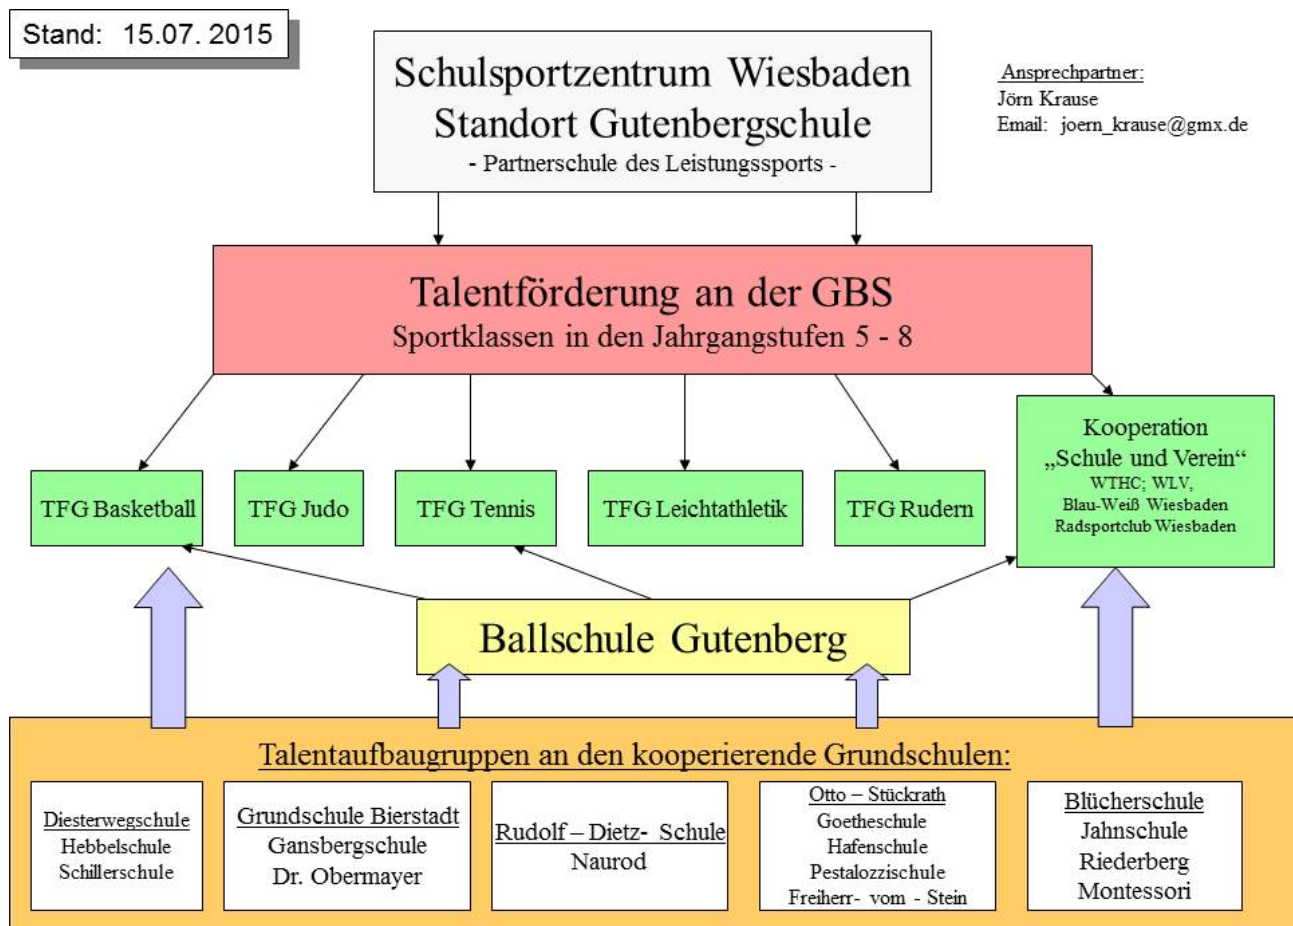 Stand: 15.07. 2015
Schulsportzentrum Wiesbaden
Standort Gutenbergschule
- Partnerschule des Leistungssports -
Ansprechpartner:
Jörn Krause
Email: joern_krause@gmx.de
Talentförderung an der GBS
Sportklassen in den Jahrgangstufen 5 - 8
TFG Basketball
TFG Judo
TFG Tennis
TFG Leichtathletik
TFG Rudern
Kooperation
„Schule und Verein“
WTHC; WLV,
Blau-Weiß Wiesbaden
Radsportclub Wiesbaden
Ballschule Gutenberg
Talentaufbaugruppen an den kooperierende Grundschulen:
Diesterwegschule
Hebbelschule
Schillerschule
Grundschule Bierstadt
Gansbergschule
Dr. Obermayer
Rudolf – Dietz- Schule
Naurod
Otto – Stückrath
Goetheschule
Hafenschule
Pestalozzischule
Freiherr- vom - Stein
Blücherschule
Jahnschule
Riederberg
Montessori